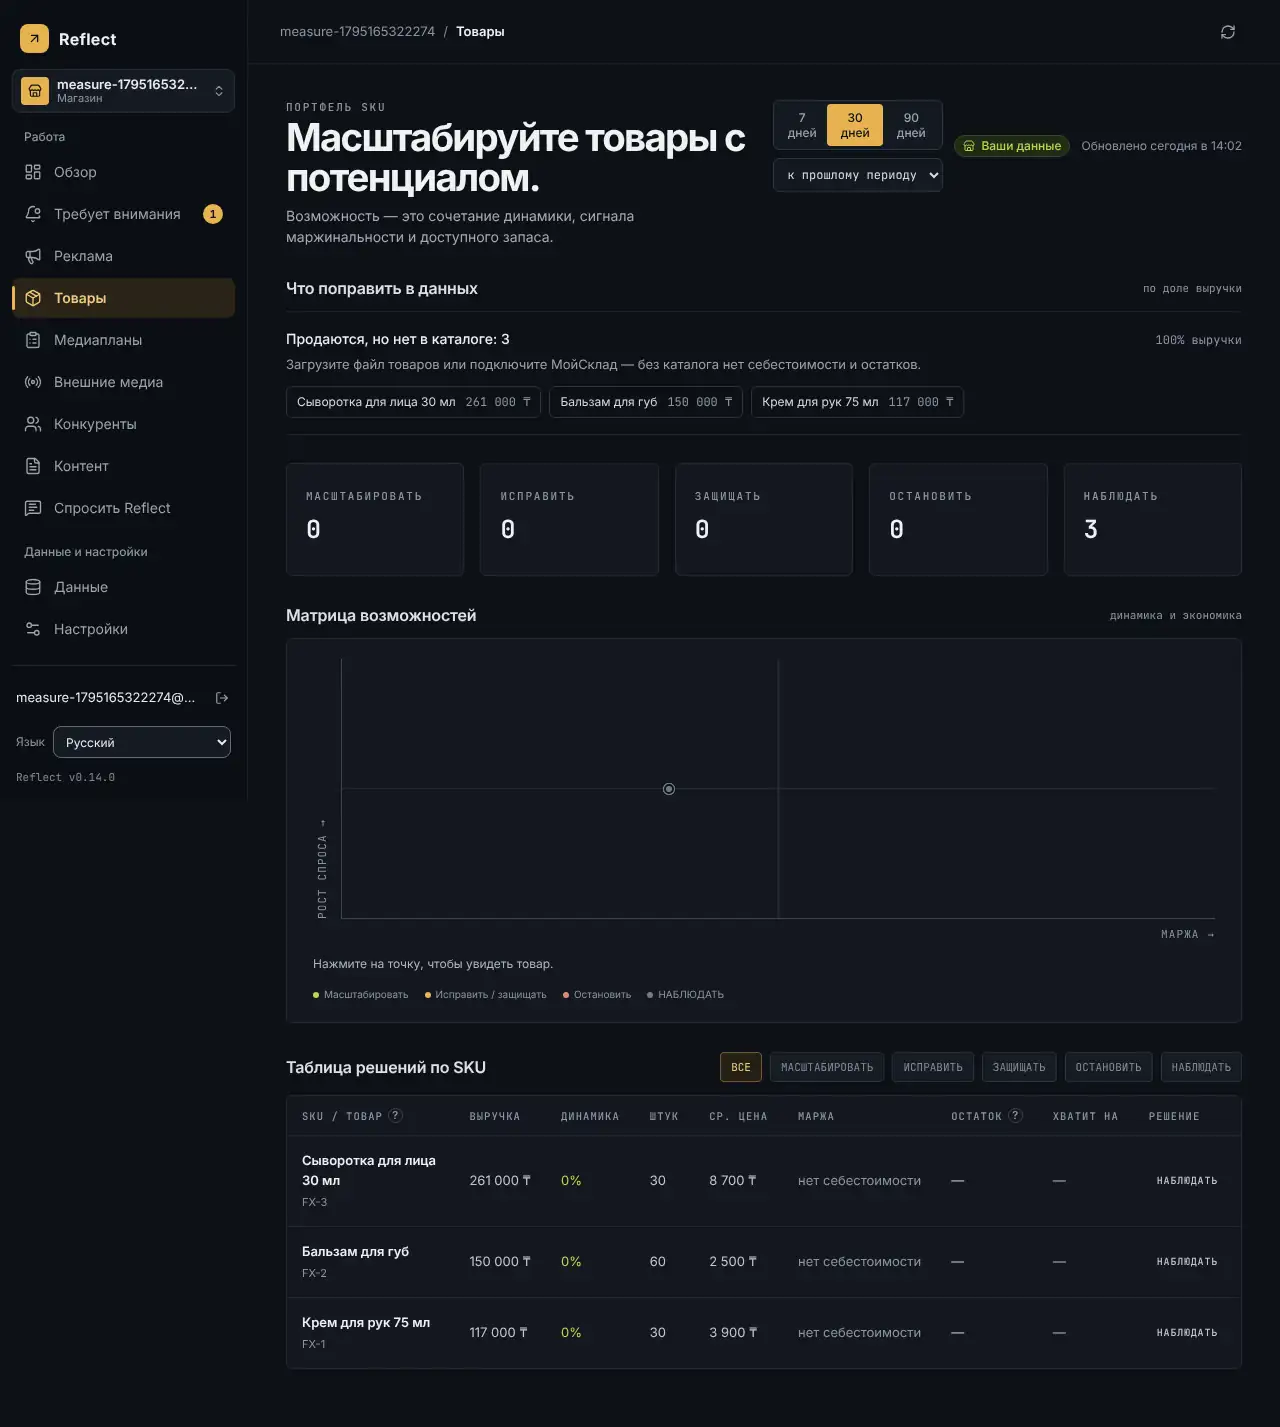 Reflect
measure-179516532...
Магазин
Работа
Обзор
Требует внимания 1
Реклама
Товары
Медиапланы
Внешние медиа
Конкуренты
Контент
Спросить Reflect
Данные и настройки
Данные
Настройки
measure-1795165322274@...
Язык Русский
Reflect v0.14.0
measure-1795165322274 / Товары
ПОРТФЕЛЬ SKU
Масштабируйте товары с
потенциалом.
Возможность — это сочетание динамики, сигнала
маржинальности и доступного запаса.
7 дней 30 дней 90 дней
к прошлому периоду
Ваши данные Обновлено сегодня в 14:02
Что поправить в данных по доле выручки
Продаются, но нет в каталоге: 3 100% выручки
Загрузите файл товаров или подключите МойСклад — без каталога нет себестоимости и остатков.
Сыворотка для лица 30 мл 261 000 ₸ Бальзам для губ 150 000 ₸ Крем для рук 75 мл 117 000 ₸
МАСШТАБИРОВАТЬ ИСПРАВИТЬ ЗАЩИЩАТЬ ОСТАНОВИТЬ НАБЛЮДАТЬ
0 0 0 0 3
Матрица возможностей динамика и экономика
РОСТ СПРОСА →
МАРЖА →
Нажмите на точку, чтобы увидеть товар.
Масштабировать Исправить / защищать Остановить НАБЛЮДАТЬ
Таблица решений по SKU ВСЕ МАСШТАБИРОВАТЬ ИСПРАВИТЬ ЗАЩИЩАТЬ ОСТАНОВИТЬ НАБЛЮДАТЬ
SKU / ТОВАР ? ВЫРУЧКА ДИНАМИКА ШТУК СР. ЦЕНА МАРЖА ОСТАТОК ? ХВАТИТ НА РЕШЕНИЕ
Сыворотка для лица
30 мл 261 000 ₸ 0% 30 8 700 ₸ нет себестоимости — — НАБЛЮДАТЬ
FX-3
Бальзам для губ
150 000 ₸ 0% 60 2 500 ₸ нет себестоимости — — НАБЛЮДАТЬ
FX-2
Крем для рук 75 мл
117 000 ₸ 0% 30 3 900 ₸ нет себестоимости — — НАБЛЮДАТЬ
FX-1